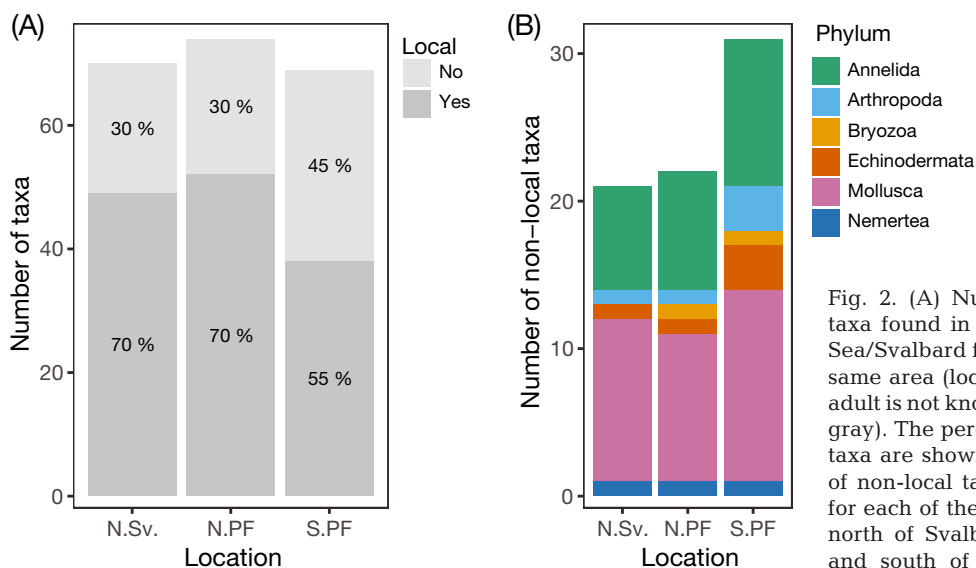 (A)
Number of taxa
60
40
20
0
30 %
30 %
45 %
70 %
70 %
55 %
N.Sv.
N.PF
S.PF
Location
Local
No
Yes
(B)
Number of non–local taxa
30
20
10
0
N.Sv.
N.PF
S.PF
Location
Phylum
Annelida
Arthropoda
Bryozoa
Echinodermata
Mollusca
Nemertea
Fig. 2. (A) Nu
taxa found in
Sea/Svalbard f
same area (loc
adult is not kno
gray). The perc
taxa are shown
of non-local ta
for each of the
north of Svalb
and south of